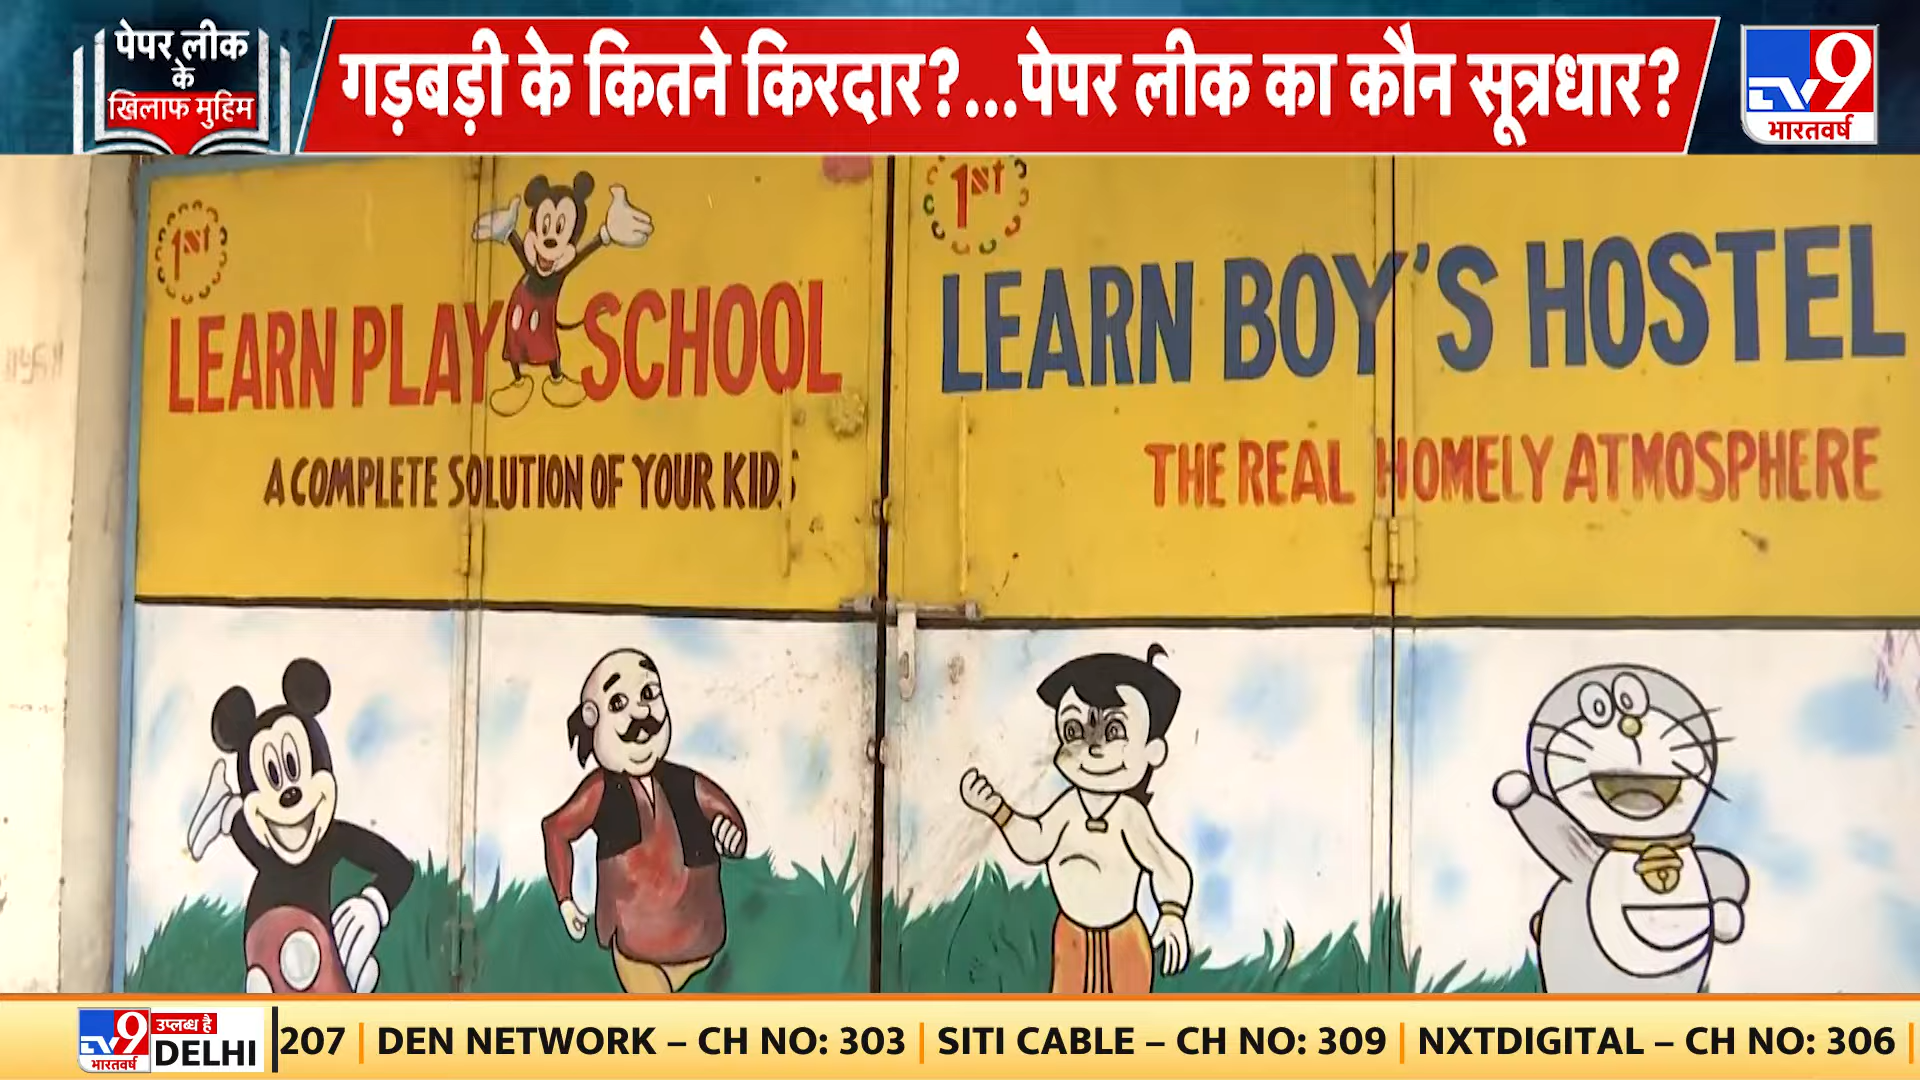 पेपर लीक
के
खिलाफ मुहिम
गड़बड़ी के कितने किरदार?...पेपर लीक का कौन सूत्रधार?
TV9
भारतवर्ष
1st
LEARN PLAY SCHOOL
A COMPLETE SOLUTION OF YOUR KIDS
1st
LEARN BOY'S HOSTEL
THE REAL HOMELY ATMOSPHERE
TV9
भारतवर्ष
उप्लब्ध है
DELHI
207 | DEN NETWORK – CH NO: 303 | SITI CABLE – CH NO: 309 | NXTDIGITAL – CH NO: 306 |